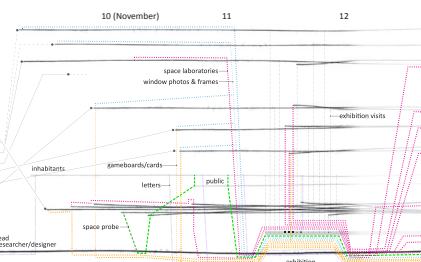 10 (November) 11 12
space laboratories
window photos & frames
exhibition visits
gameboards/cards
inhabitants
public
letters
space probe
ead
esearcher/designer
exhibition